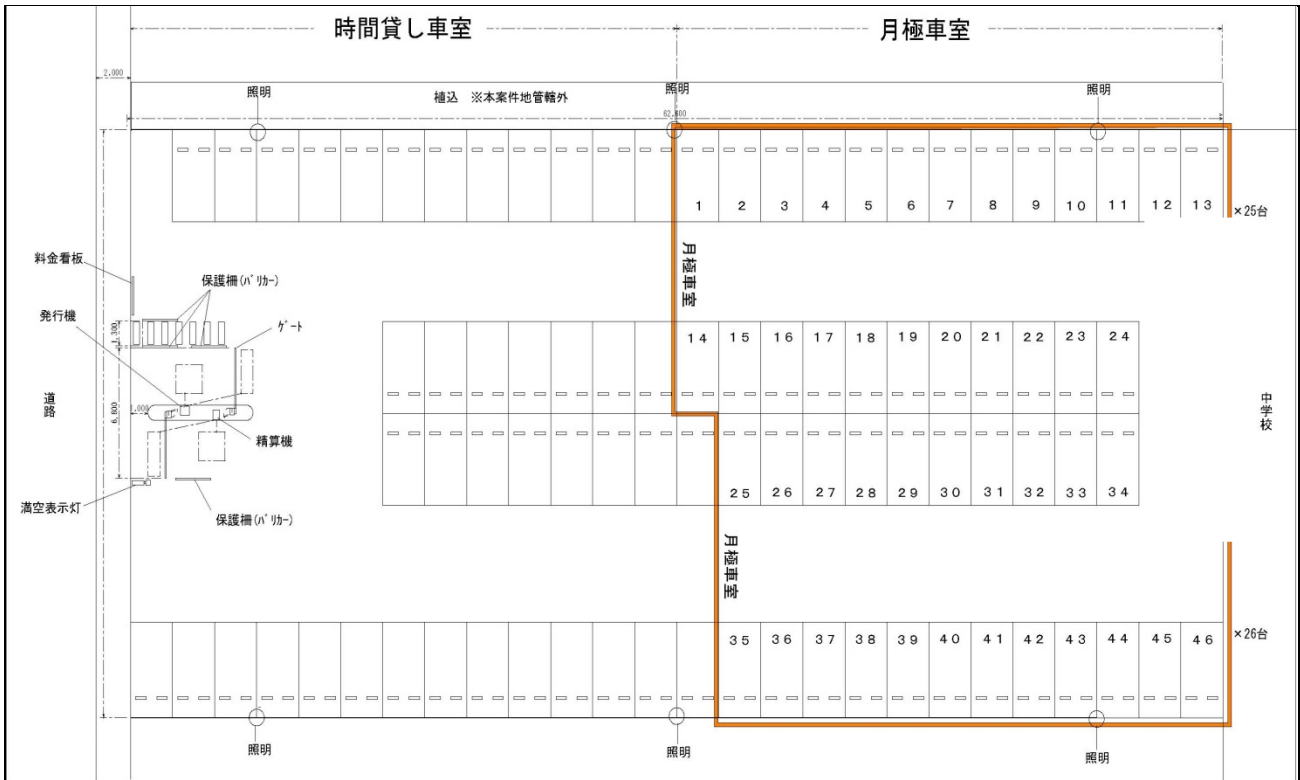 時間貸し車室
月極車室
2,000
照明
植込 ※本案件地管轄外
照明
照明
62,400
1 2 3 4 5 6 7 8 9 10 11 12 13
×25台
月極車室
料金看板
保護柵(バリカー)
発行機
ゲート
1,300
14 15 16 17 18 19 20 21 22 23 24
道路
6,800
1,000
精算機
中学校
満空表示灯
保護柵(バリカー)
25 26 27 28 29 30 31 32 33 34
月極車室
35 36 37 38 39 40 41 42 43 44 45 46
×26台
照明
照明
照明